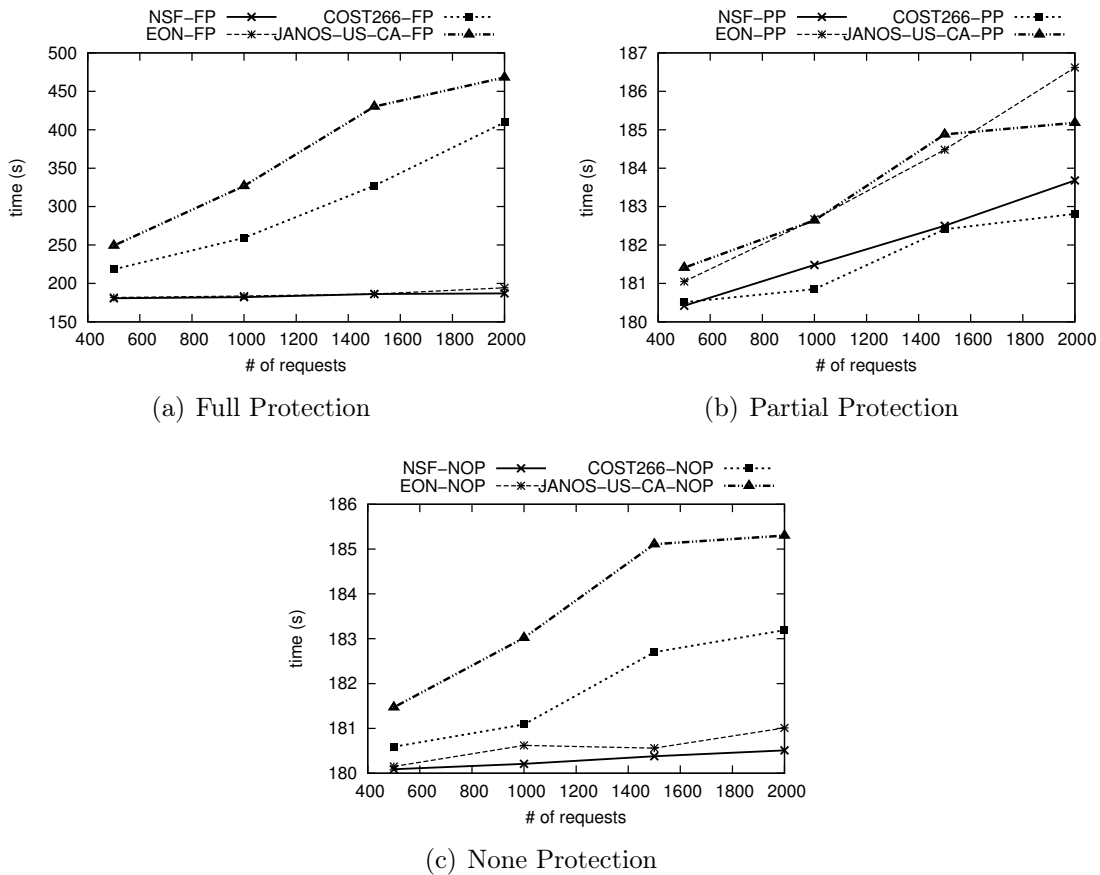 NSF−FP COST266−FP
EON−FP JANOS−US−CA−FP
500
450
400
350
300
250
200
150
time (s)
400 600 800 1000 1200 1400 1600 1800 2000
# of requests
(a) Full Protection
NSF−PP COST266−PP
EON−PP JANOS−US−CA−PP
187
186
185
184
183
182
181
180
time (s)
400 600 800 1000 1200 1400 1600 1800 2000
# of requests
(b) Partial Protection
NSF−NOP COST266−NOP
EON−NOP JANOS−US−CA−NOP
186
185
184
183
182
181
180
time (s)
400 600 800 1000 1200 1400 1600 1800 2000
# of requests
(c) None Protection